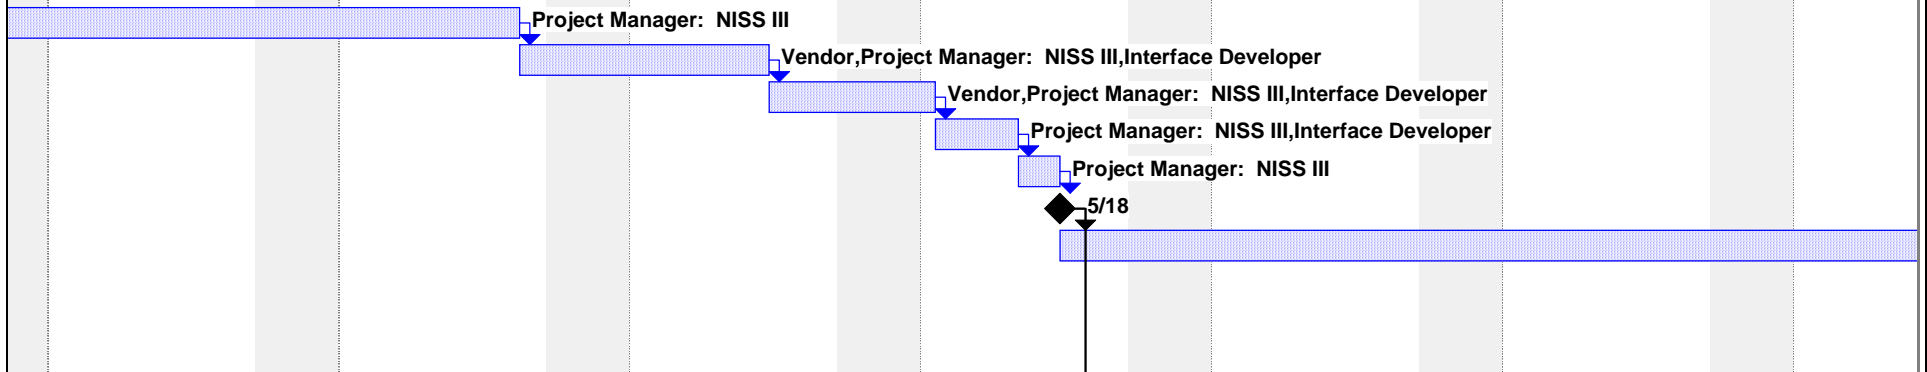 Project Manager:  NISS III
Vendor,Project Manager:  NISS III,Interface Developer
Vendor,Project Manager:  NISS III,Interface Developer
Project Manager:  NISS III,Interface Developer
Project Manager:  NISS III
5/18